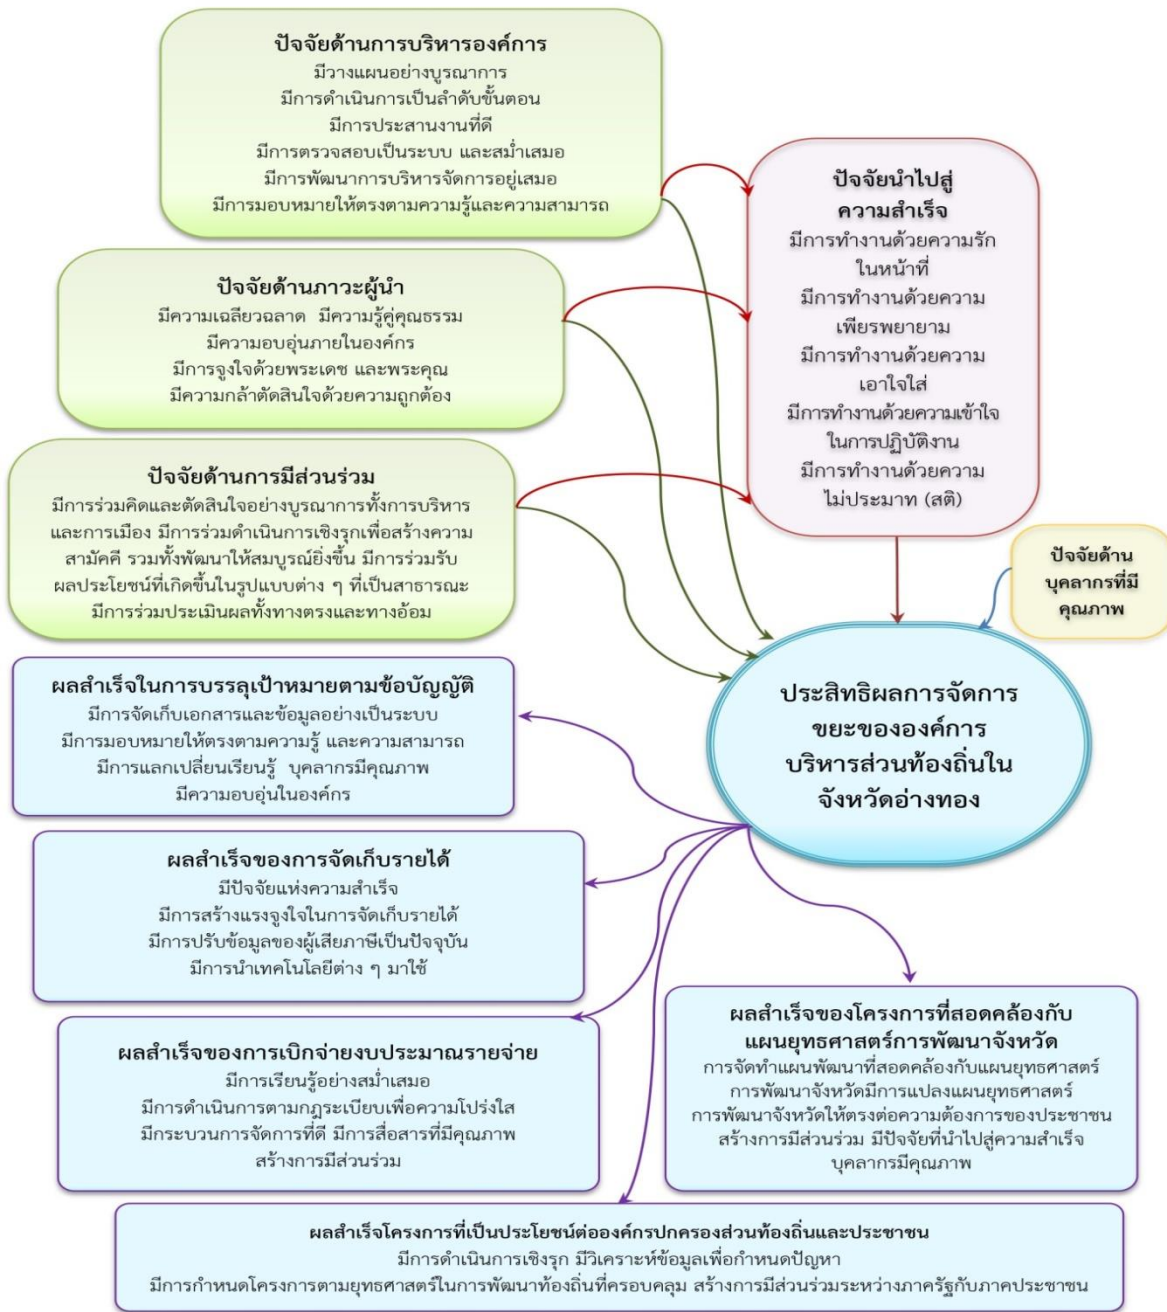 ปัจจัยด้านการบริหารองค์การ
มีวางแผนอย่างบูรณาการ
มีการดำเนินการเป็นลำดับขั้นตอน
มีการประสานงานที่ดี
มีการตรวจสอบเป็นระบบ และสม่ำเสมอ
มีการพัฒนาการบริหารจัดการอยู่เสมอ
มีการมอบหมายให้ตรงตามความรู้และความสามารถ
ปัจจัยด้านภาวะผู้นำ
มีความเฉลียวฉลาด มีความรู้คู่คุณธรรม
มีความอบอุ่นภายในองค์กร
มีการจูงใจด้วยพระเดช และพระคุณ
มีความกล้าตัดสินใจด้วยความถูกต้อง
ปัจจัยด้านการมีส่วนร่วม
มีการร่วมคิดและตัดสินใจอย่างบูรณาการทั้งการบริหาร
และการเมือง มีการร่วมดำเนินการเชิงรุกเพื่อสร้างความ
สามัคคี รวมทั้งพัฒนาให้สมบูรณ์ยิ่งขึ้น มีการร่วมรับ
ผลประโยชน์ที่เกิดขึ้นในรูปแบบต่าง ๆ ที่เป็นสาธารณะ
มีการร่วมประเมินผลทั้งทางตรงและทางอ้อม
ปัจจัยนำไปสู่
ความสำเร็จ
มีการทำงานด้วยความรัก
ในหน้าที่
มีการทำงานด้วยความ
เพียรพยายาม
มีการทำงานด้วยความ
เอาใจใส่
มีการทำงานด้วยความเข้าใจ
ในการปฏิบัติงาน
มีการทำงานด้วยความ
ไม่ประมาท (สติ)
ปัจจัยด้าน
บุคลากรที่มี
คุณภาพ
ประสิทธิผลการจัดการ
ขยะขององค์การ
บริหารส่วนท้องถิ่นใน
จังหวัดอ่างทอง
ผลสำเร็จในการบรรลุเป้าหมายตามข้อบัญญัติ
มีการจัดเก็บเอกสารและข้อมูลอย่างเป็นระบบ
มีการมอบหมายให้ตรงตามความรู้ และความสามารถ
มีการแลกเปลี่ยนเรียนรู้ บุคลากรมีคุณภาพ
มีความอบอุ่นในองค์กร
ผลสำเร็จของการจัดเก็บรายได้
มีปัจจัยแห่งความสำเร็จ
มีการสร้างแรงจูงใจในการจัดเก็บรายได้
มีการปรับข้อมูลของผู้เสียภาษีเป็นปัจจุบัน
มีการนำเทคโนโลยีต่าง ๆ มาใช้
ผลสำเร็จของการเบิกจ่ายงบประมาณรายจ่าย
มีการเรียนรู้อย่างสม่ำเสมอ
มีการดำเนินการตามกฎระเบียบเพื่อความโปร่งใส
มีกระบวนการจัดการที่ดี มีการสื่อสารที่มีคุณภาพ
สร้างการมีส่วนร่วม
ผลสำเร็จของโครงการที่สอดคล้องกับ
แผนยุทธศาสตร์การพัฒนาจังหวัด
การจัดทำแผนพัฒนาที่สอดคล้องกับแผนยุทธศาสตร์
การพัฒนาจังหวัดมีการแปลงแผนยุทธศาสตร์
การพัฒนาจังหวัดให้ตรงต่อความต้องการของประชาชน
สร้างการมีส่วนร่วม มีปัจจัยที่นำไปสู่ความสำเร็จ
บุคลากรมีคุณภาพ
ผลสำเร็จโครงการที่เป็นประโยชน์ต่อองค์กรปกครองส่วนท้องถิ่นและประชาชน
มีการดำเนินการเชิงรุก มีวิเคราะห์ข้อมูลเพื่อกำหนดปัญหา
มีการกำหนดโครงการตามยุทธศาสตร์ในการพัฒนาท้องถิ่นที่ครอบคลุม สร้างการมีส่วนร่วมระหว่างภาครัฐกับภาคประชาชน